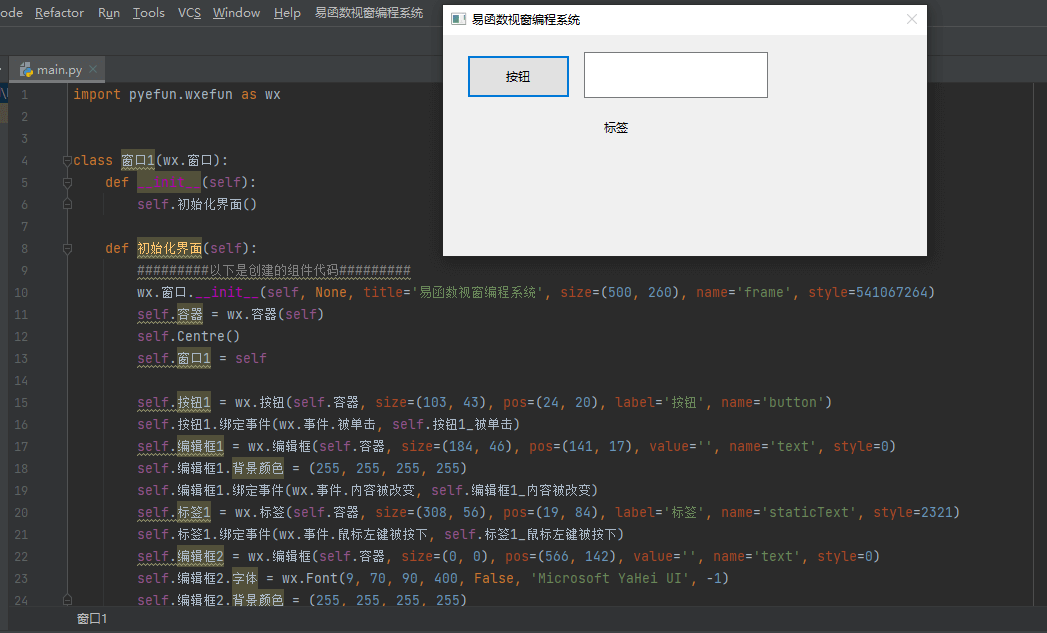 ode Refactor Run Tools VCS Window Help 易函数视窗编程系统
易函数视窗编程系统
按钮
标签
main.py
1 import pyefun.wxefun as wx
2
3
4 class 窗口1(wx.窗口):
5 def __init__(self):
6 self.初始化界面()
7
8 def 初始化界面(self):
9 #########以下是创建的组件代码#########
10 wx.窗口.__init__(self, None, title='易函数视窗编程系统', size=(500, 260), name='frame', style=541067264)
11 self.容器 = wx.容器(self)
12 self.Centre()
13 self.窗口1 = self
14
15 self.按钮1 = wx.按钮(self.容器, size=(103, 43), pos=(24, 20), label='按钮', name='button')
16 self.按钮1.绑定事件(wx.事件.被单击, self.按钮1_被单击)
17 self.编辑框1 = wx.编辑框(self.容器, size=(184, 46), pos=(141, 17), value='', name='text', style=0)
18 self.编辑框1.背景颜色 = (255, 255, 255, 255)
19 self.编辑框1.绑定事件(wx.事件.内容被改变, self.编辑框1_内容被改变)
20 self.标签1 = wx.标签(self.容器, size=(308, 56), pos=(19, 84), label='标签', name='staticText', style=2321)
21 self.标签1.绑定事件(wx.事件.鼠标左键被按下, self.标签1_鼠标左键被按下)
22 self.编辑框2 = wx.编辑框(self.容器, size=(0, 0), pos=(566, 142), value='', name='text', style=0)
23 self.编辑框2.字体 = wx.Font(9, 70, 90, 400, False, 'Microsoft YaHei UI', -1)
24 self.编辑框2.背景颜色 = (255, 255, 255, 255)
窗口1